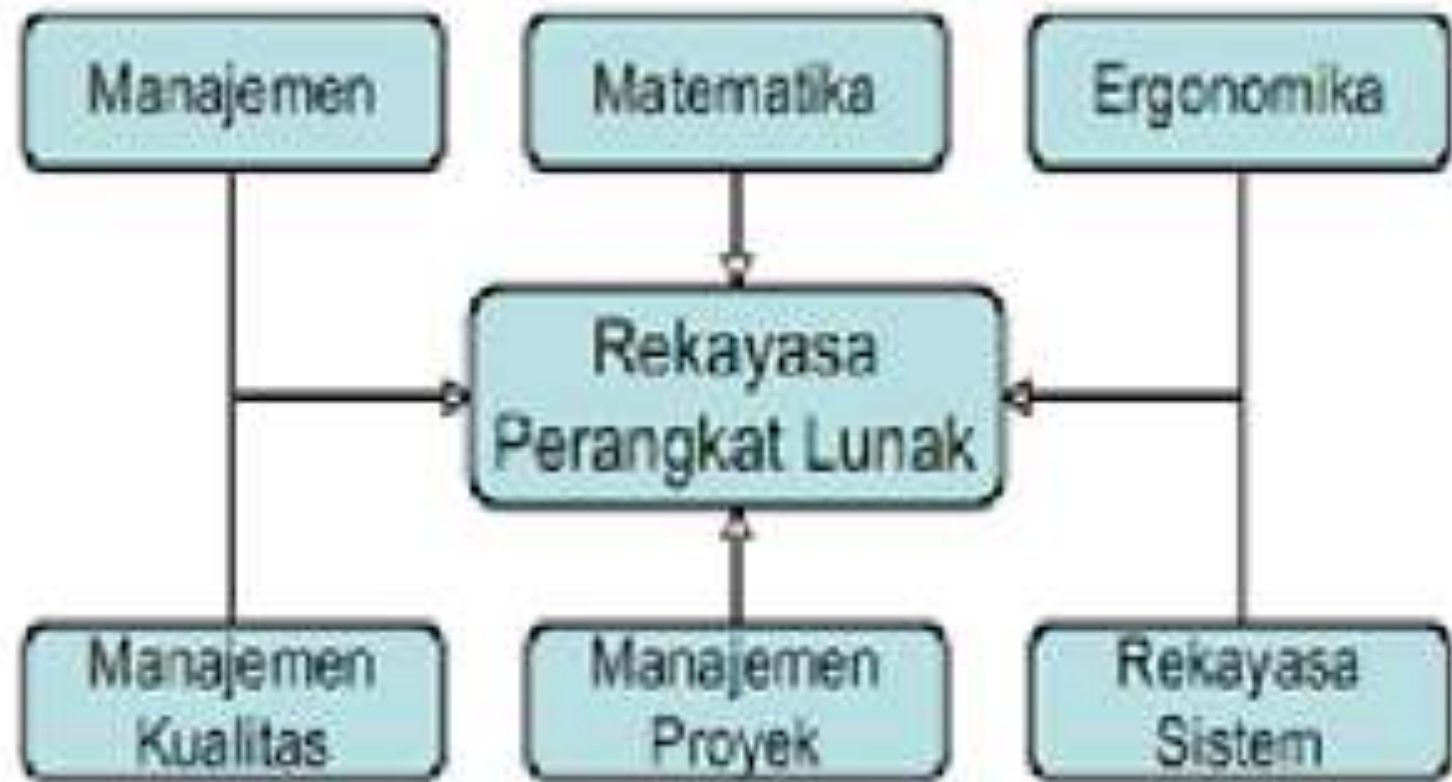 Manajemen
Matematika
Ergonomika
Rekayasa
Perangkat Lunak
Manajemen
Kualitas
Manajemen
Proyek
Rekayasa
Sistem